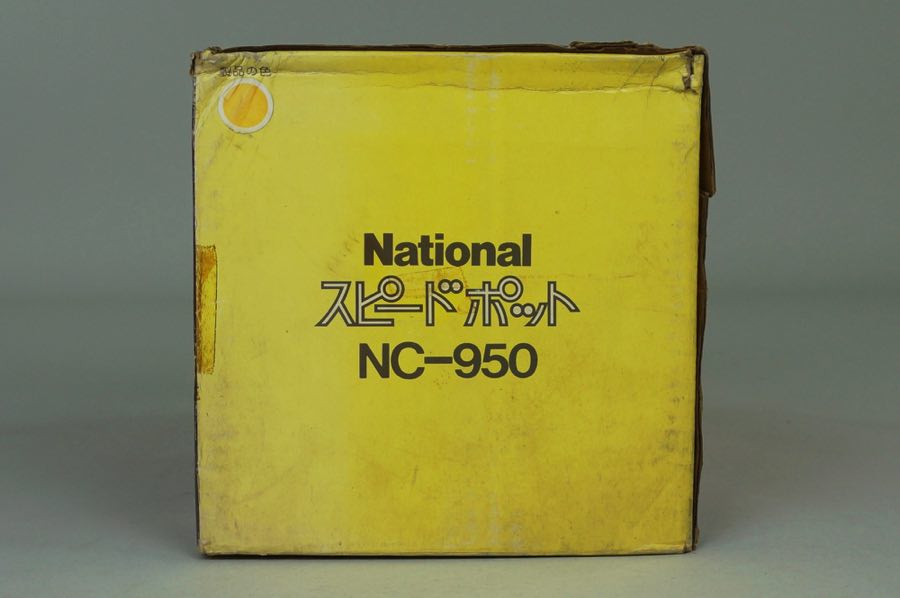 製品の色
National
スピードポット
NC-950